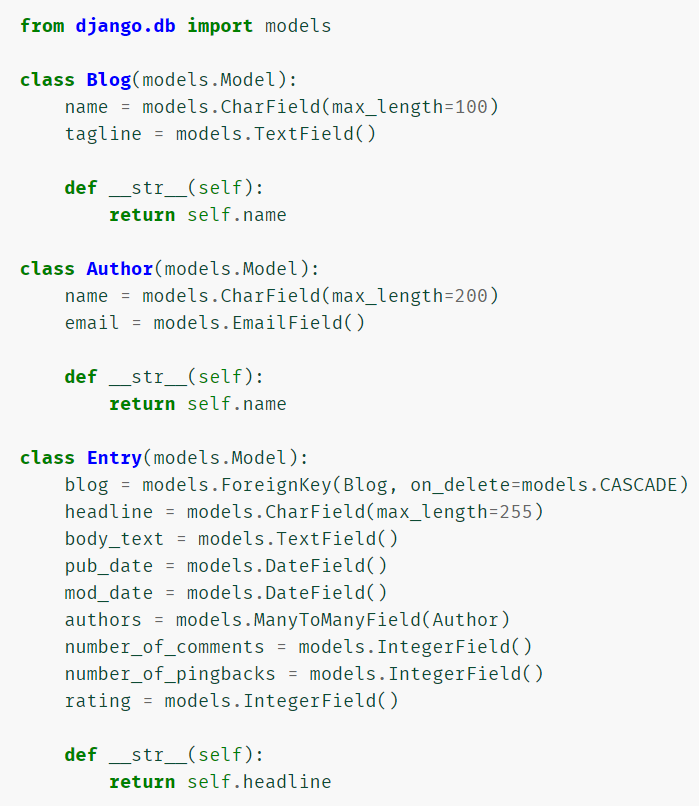 from django.db import models

class Blog(models.Model):
    name = models.CharField(max_length=100)
    tagline = models.TextField()

    def __str__(self):
        return self.name

class Author(models.Model):
    name = models.CharField(max_length=200)
    email = models.EmailField()

    def __str__(self):
        return self.name

class Entry(models.Model):
    blog = models.ForeignKey(Blog, on_delete=models.CASCADE)
    headline = models.CharField(max_length=255)
    body_text = models.TextField()
    pub_date = models.DateField()
    mod_date = models.DateField()
    authors = models.ManyToManyField(Author)
    number_of_comments = models.IntegerField()
    number_of_pingbacks = models.IntegerField()
    rating = models.IntegerField()

    def __str__(self):
        return self.headline